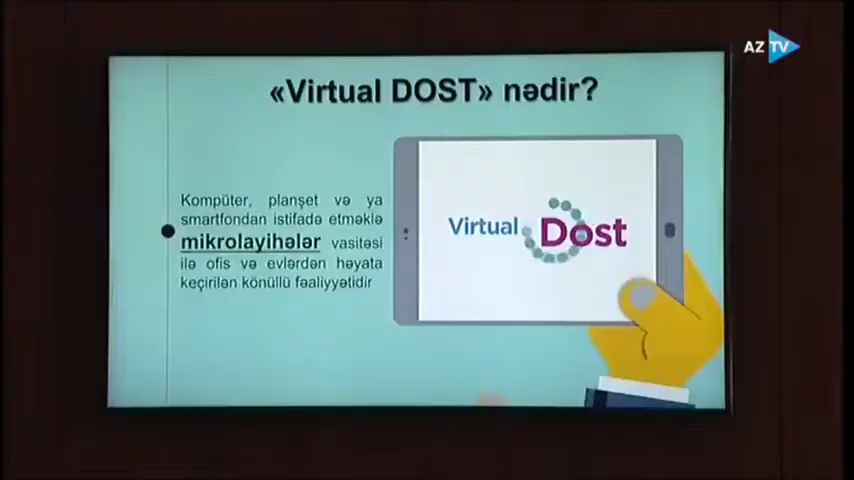 AZ TV
«Virtual DOST» nədir?
Kompüter, planşet və ya
smartfondan istifadə etməklə
mikrolayihələr vasitəsi
ilə ofis və evlərdən həyata
keçirilən könüllü fəaliyyətidir
Virtual Dost